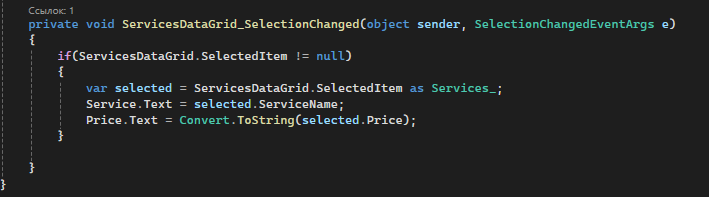 Ссылок: 1
private void ServicesDataGrid_SelectionChanged(object sender, SelectionChangedEventArgs e)
{
if(ServicesDataGrid.SelectedItem != null)
{
var selected = ServicesDataGrid.SelectedItem as Services_;
Service.Text = selected.ServiceName;
Price.Text = Convert.ToString(selected.Price);
}
}
}